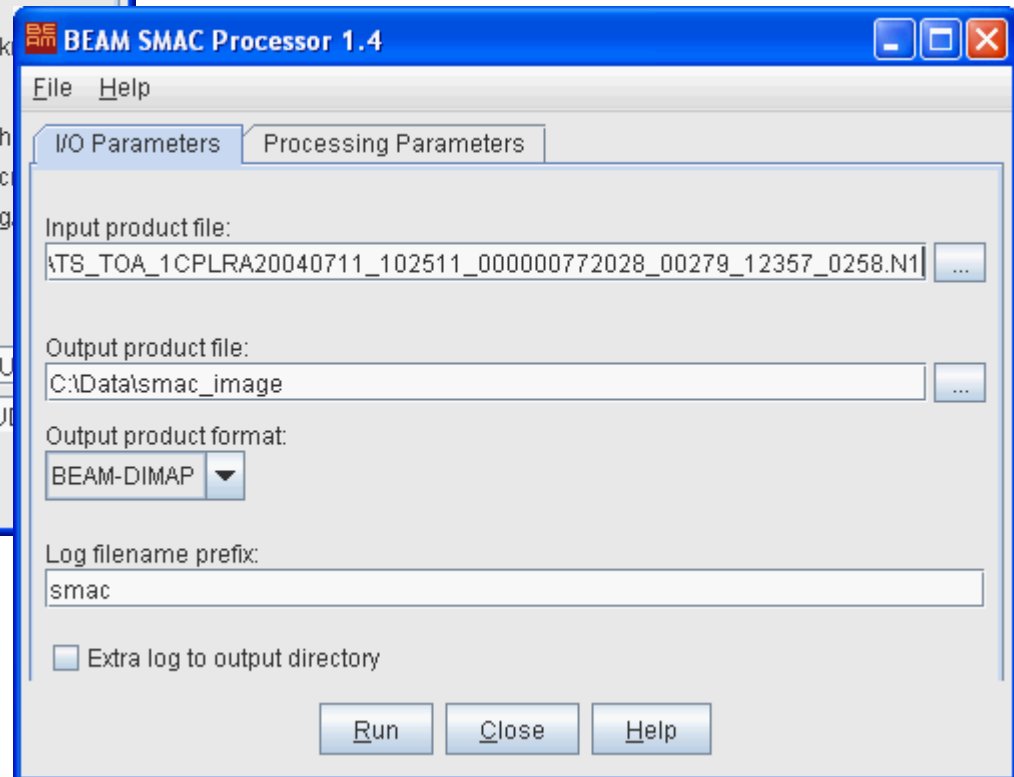 BEAM SMAC Processor 1.4
File Help
I/O Parameters Processing Parameters
Input product file:
\TS_TOA_1CPLRA20040711_102511_000000772028_00279_12357_0258.N1 ...
Output product file:
C:\Data\smac_image ...
Output product format:
BEAM-DIMAP
Log filename prefix:
smac
Extra log to output directory
Run Close Help